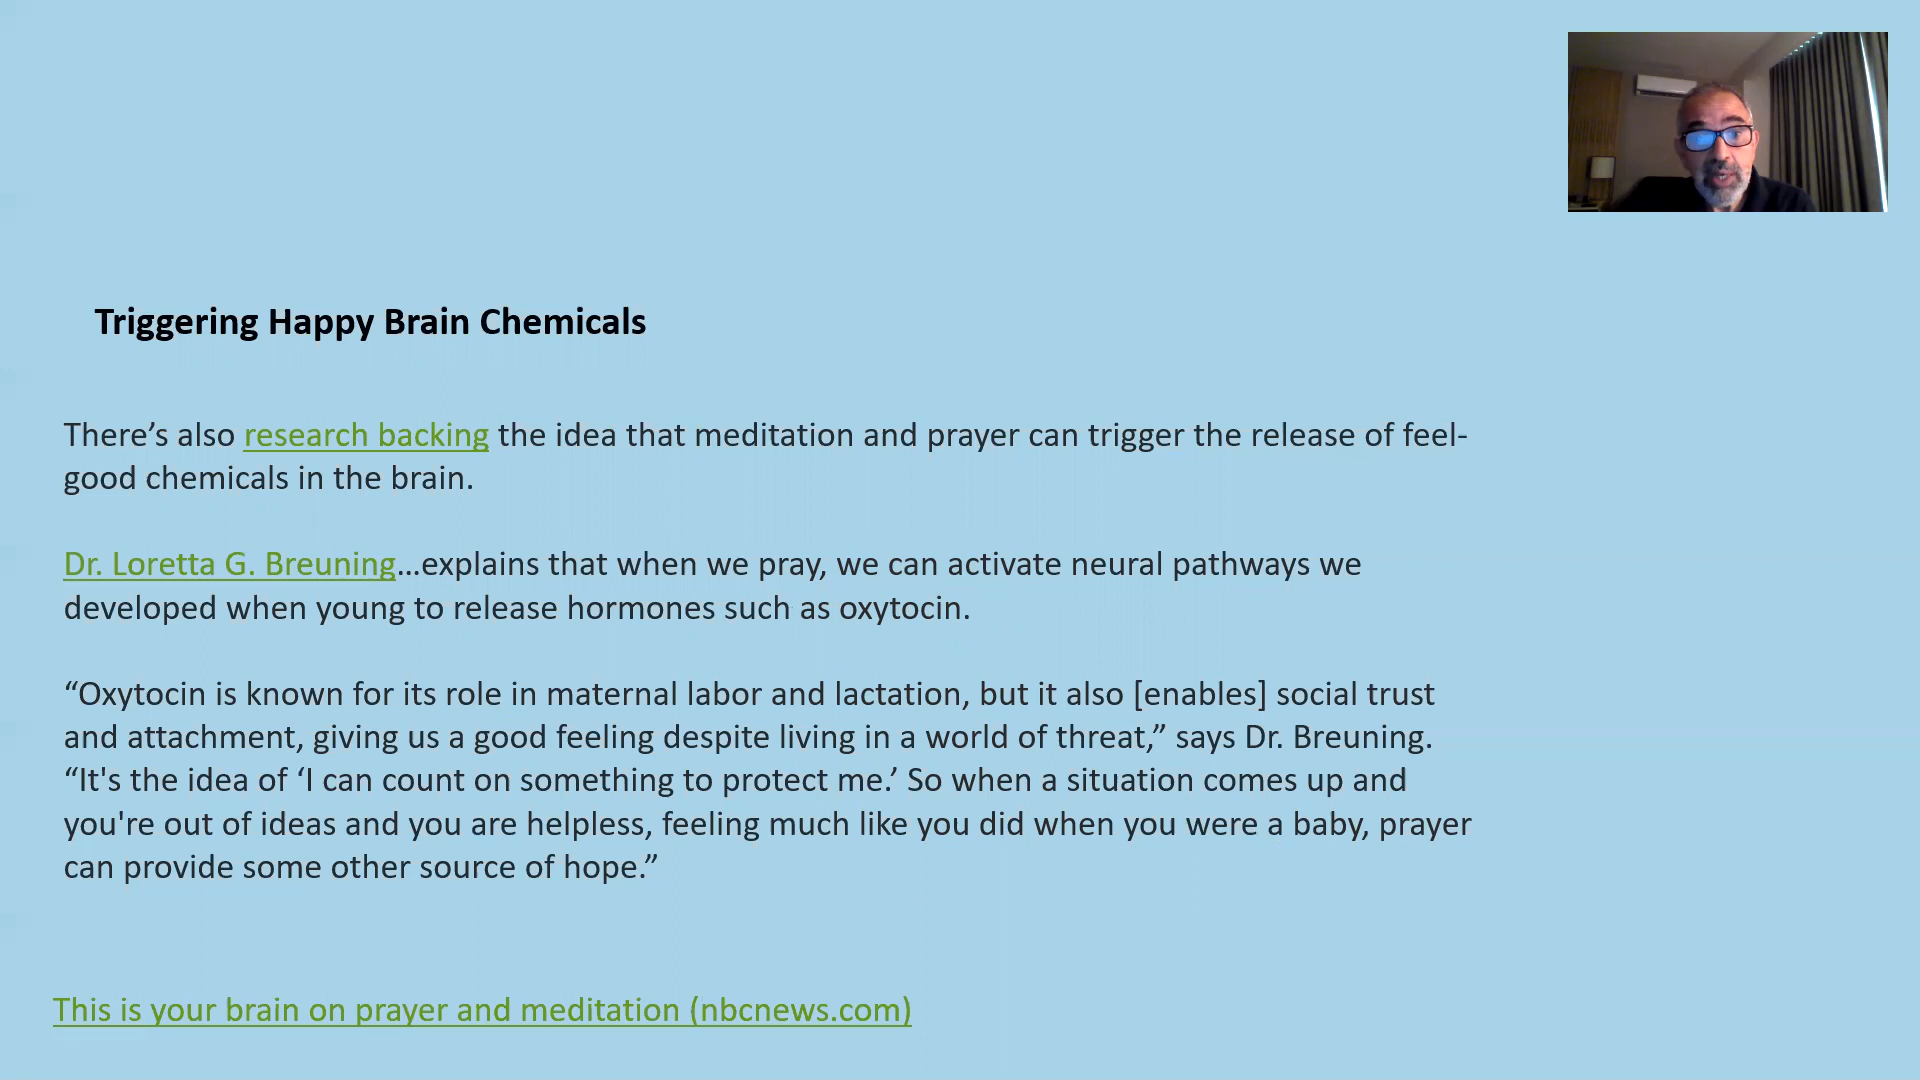 Triggering Happy Brain Chemicals
There’s also research backing the idea that meditation and prayer can trigger the release of feel-
good chemicals in the brain.
Dr. Loretta G. Breuning…explains that when we pray, we can activate neural pathways we
developed when young to release hormones such as oxytocin.
“Oxytocin is known for its role in maternal labor and lactation, but it also [enables] social trust
and attachment, giving us a good feeling despite living in a world of threat,” says Dr. Breuning.
“It's the idea of ‘I can count on something to protect me.’ So when a situation comes up and
you're out of ideas and you are helpless, feeling much like you did when you were a baby, prayer
can provide some other source of hope.”
This is your brain on prayer and meditation (nbcnews.com)